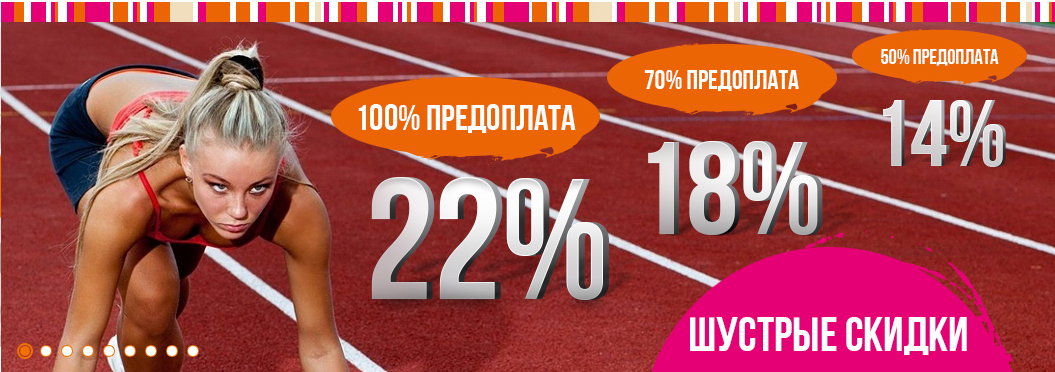 100% ПРЕДОПЛАТА
22%
70% ПРЕДОПЛАТА
18%
50% ПРЕДОПЛАТА
14%
ШУСТРЫЕ СКИДКИ